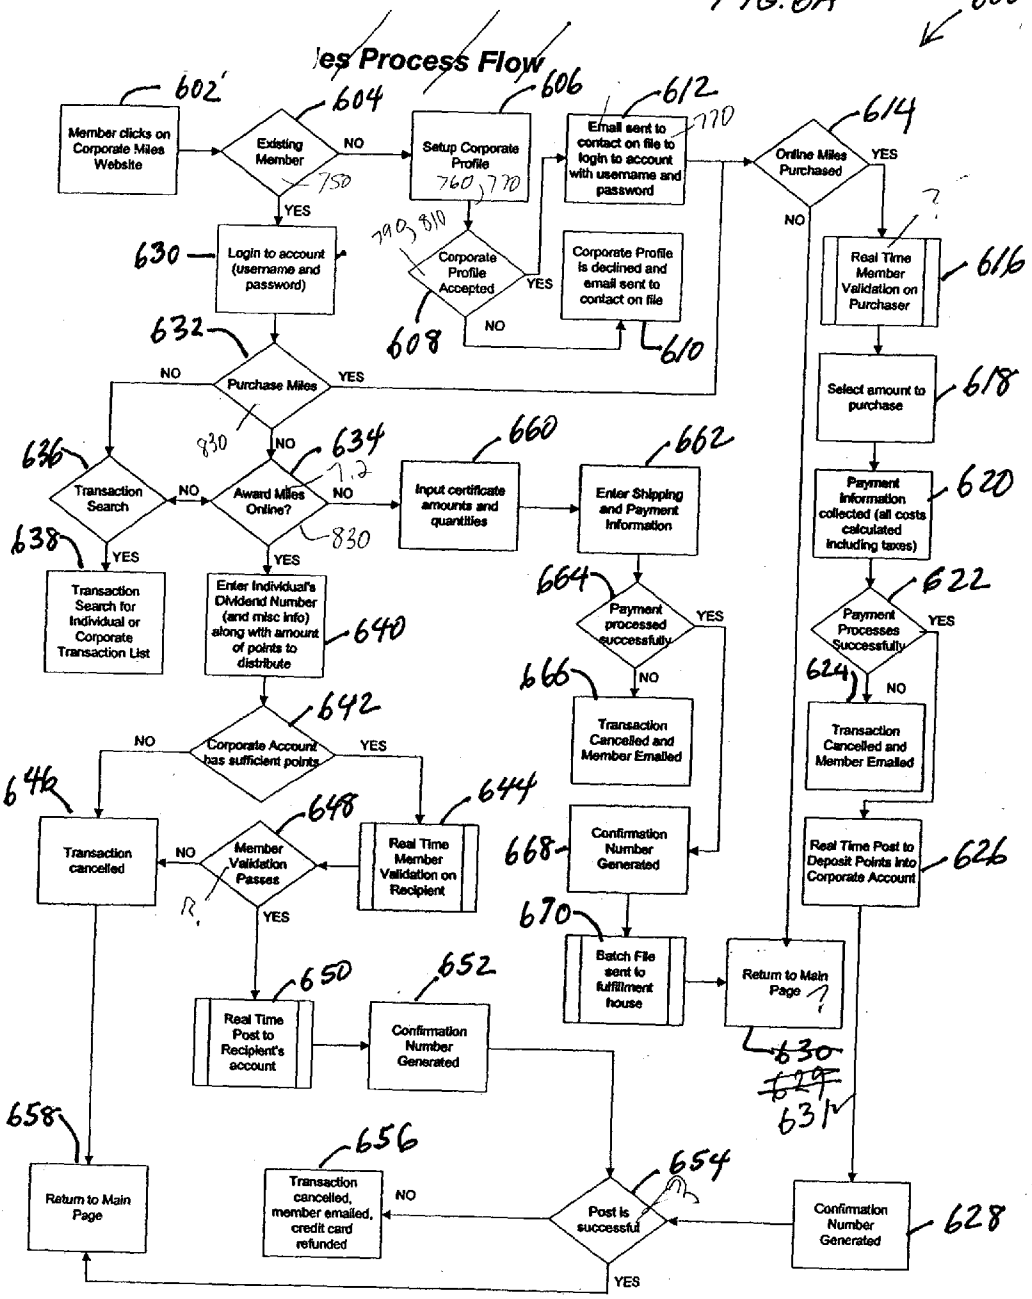 FIG. 6A
es Process Flow
602
604
606
612
614
Member clicks on
Corporate Miles
Website
Existing
Member
750
NO
YES
Setup Corporate
Profile
760, 770
Email sent to
contact on file to
login to account
with username and
password
770
Online Miles
Purchased
YES
NO
?
630
Login to account
(username and
password)
790, 810
Corporate
Profile
Accepted
YES
NO
608
Corporate Profile
is declined and
email sent to
contact on file
610
Real Time
Member
Validation on
Purchaser
616
632
Purchase Miles
NO
YES
830
NO
Select amount to
purchase
618
636
Transaction
Search
NO
YES
634
7.2
Award Miles
Online?
NO
830
YES
660
Input certificate
amounts and
quantities
662
Enter Shipping
and Payment
Information
Payment
Information
collected (all costs
calculated
including taxes)
620
638
Transaction
Search for
Individual or
Corporate
Transaction List
Enter Individual's
Dividend Number
(and misc info)
along with amount
of points to
distribute
640
664
Payment
processed
successfully
YES
NO
622
Payment
Processes
Successfully
YES
NO
624
666
Transaction
Cancelled and
Member Emailed
Transaction
Cancelled and
Member Emailed
642
Corporate Account
has sufficient points
NO
YES
646
Transaction
cancelled
648
Member
Validation
Passes
NO
YES
644
Real Time
Member
Validation on
Recipient
668
Confirmation
Number
Generated
Real Time Post to
Deposit Points into
Corporate Account
626
670
Batch File
sent to
fulfillment
house
Return to Main
Page
?
630
629
631
650
Real Time
Post to
Recipient's
account
652
Confirmation
Number
Generated
658
Return to Main
Page
656
Transaction
cancelled,
member emailed,
credit card
refunded
NO
654
Post is
successful
YES
Confirmation
Number
Generated
628